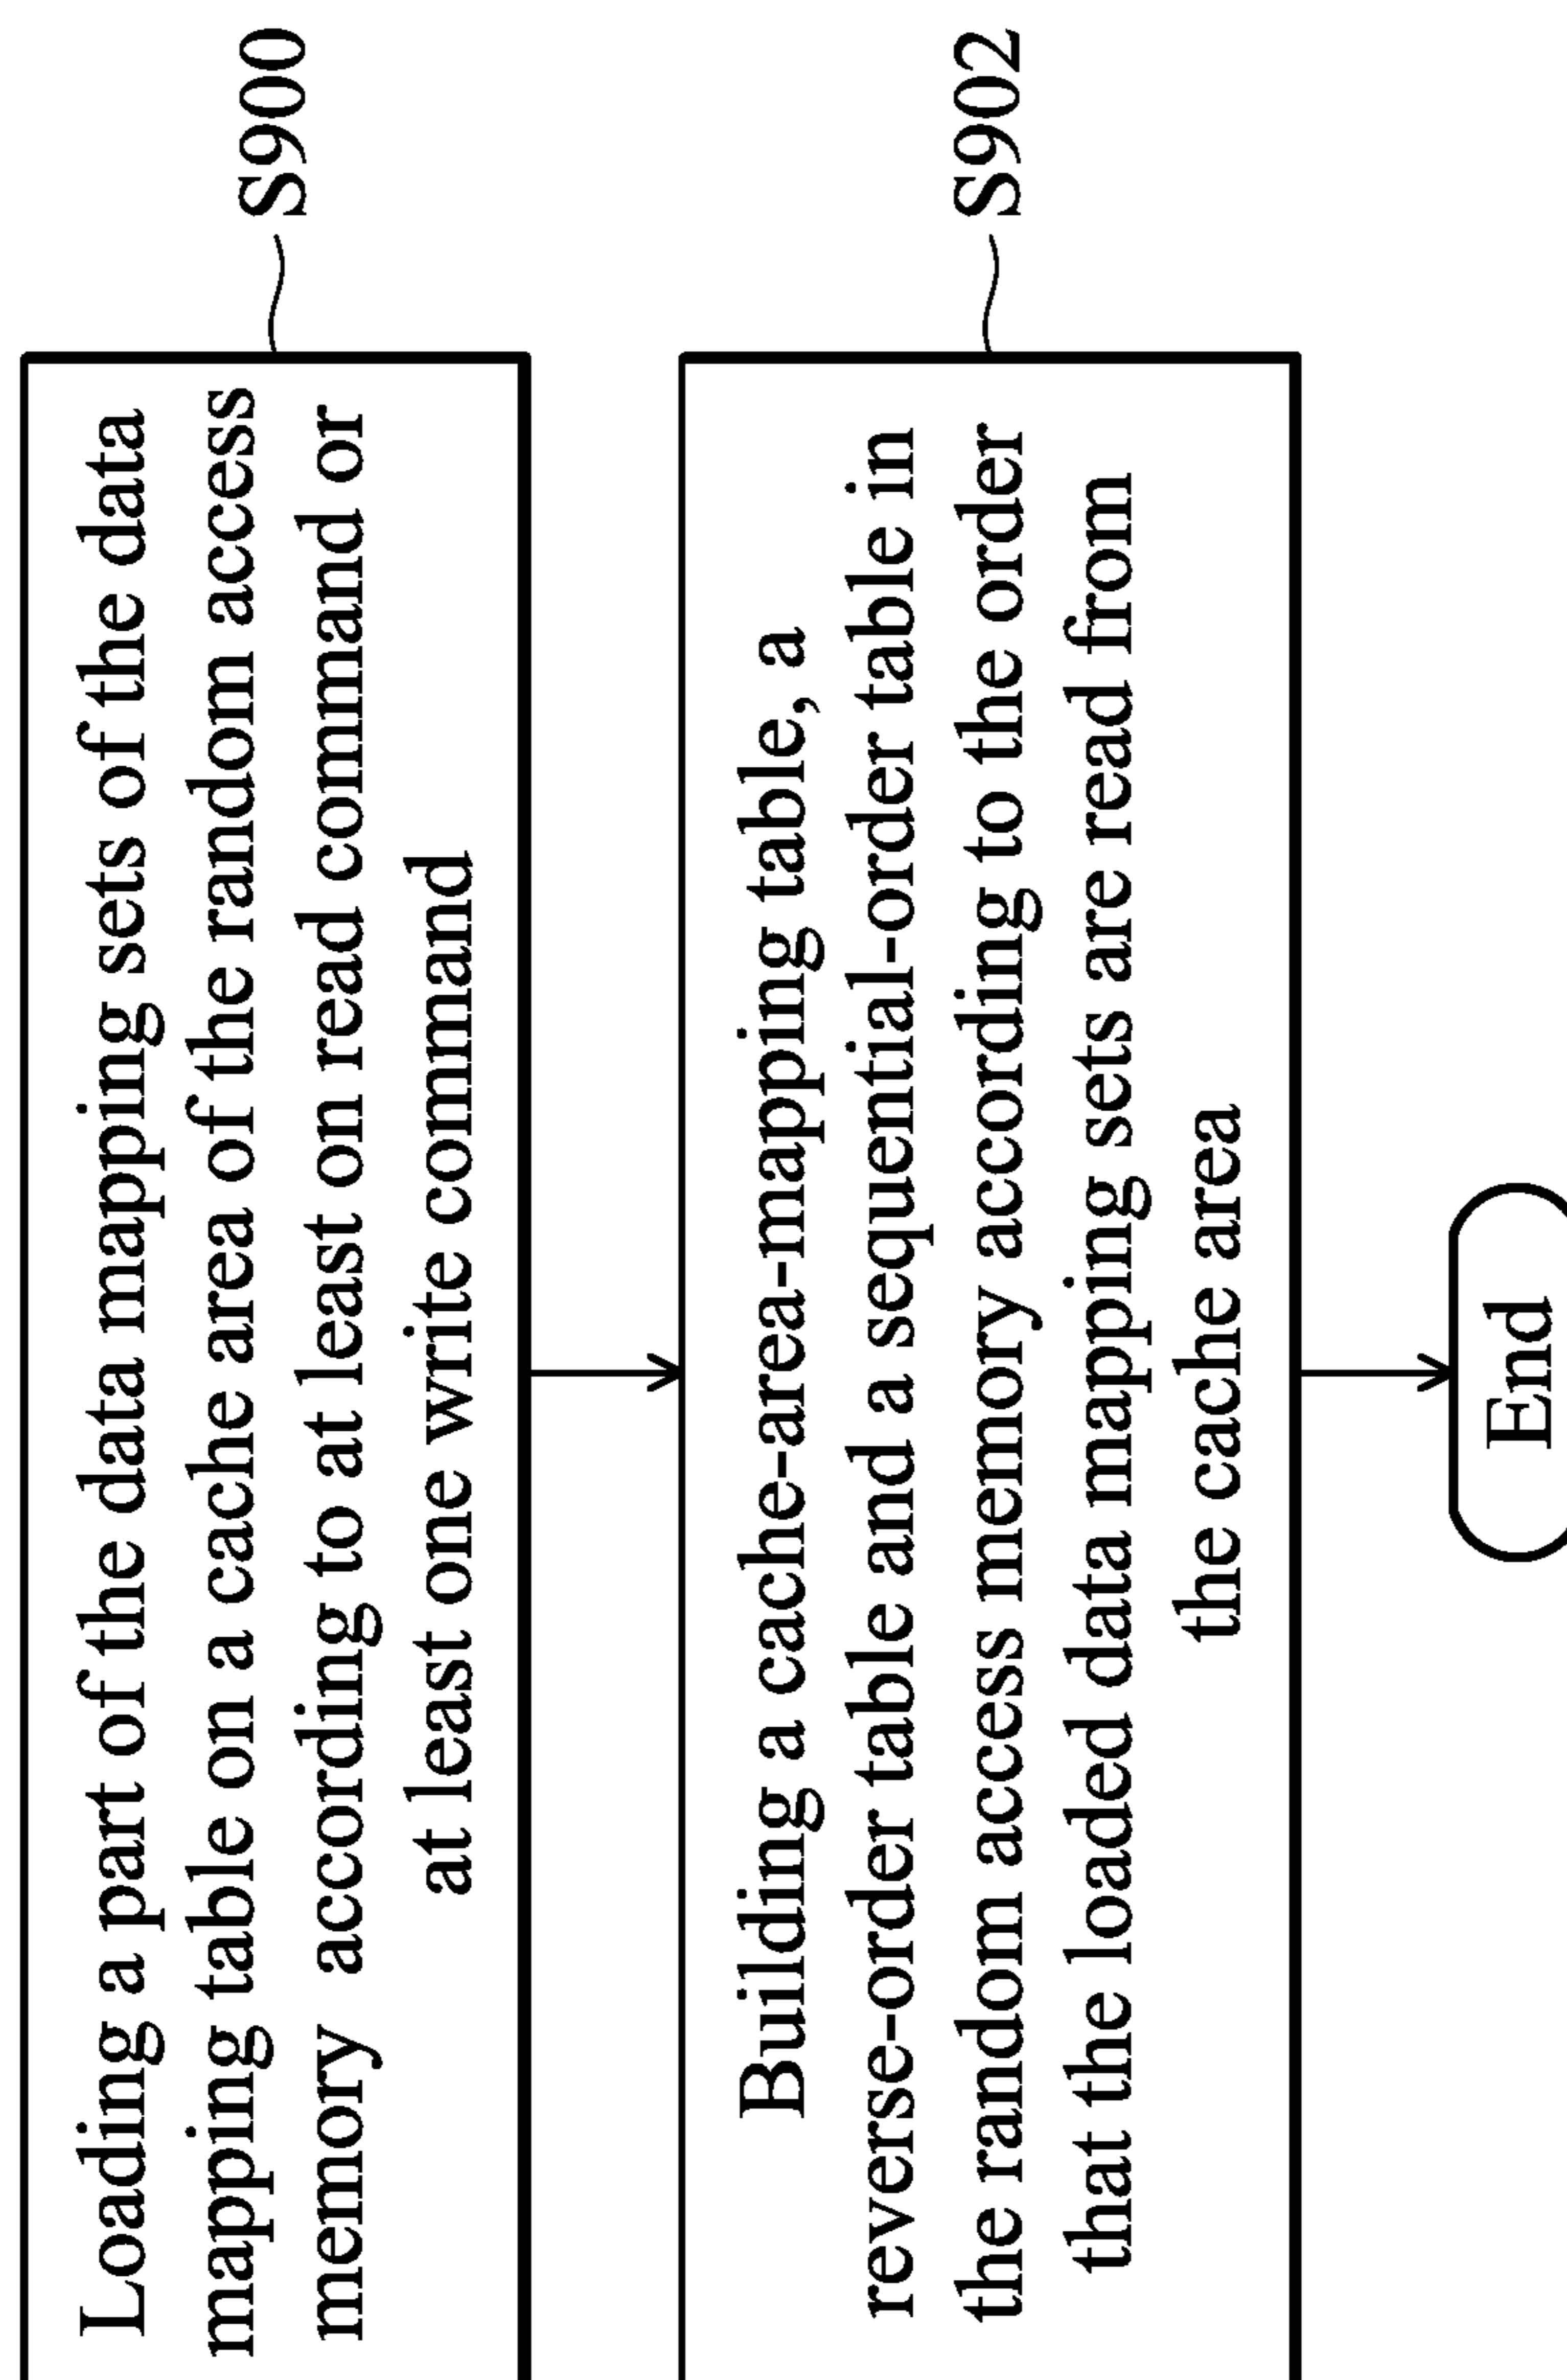 Loading a part of the data mapping sets of the data
mapping table on a cache area of the random access
memory according to at least on read command or
at least one write command
S900
Building a cache-area-mapping table, a
reverse-order table and a sequential-order table in
the random access memory according to the order
that the loaded data mapping sets are read from
the cache area
S902
End